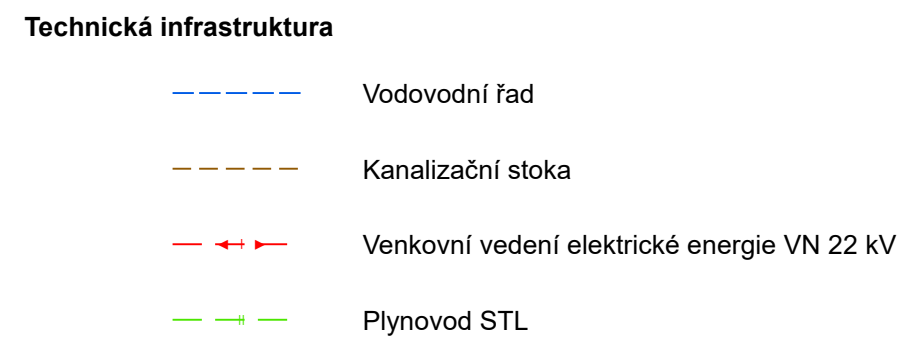 Technická infrastruktura
Vodovodní řad
Kanalizační stoka
Venkovní vedení elektrické energie VN 22 kV
Plynovod STL